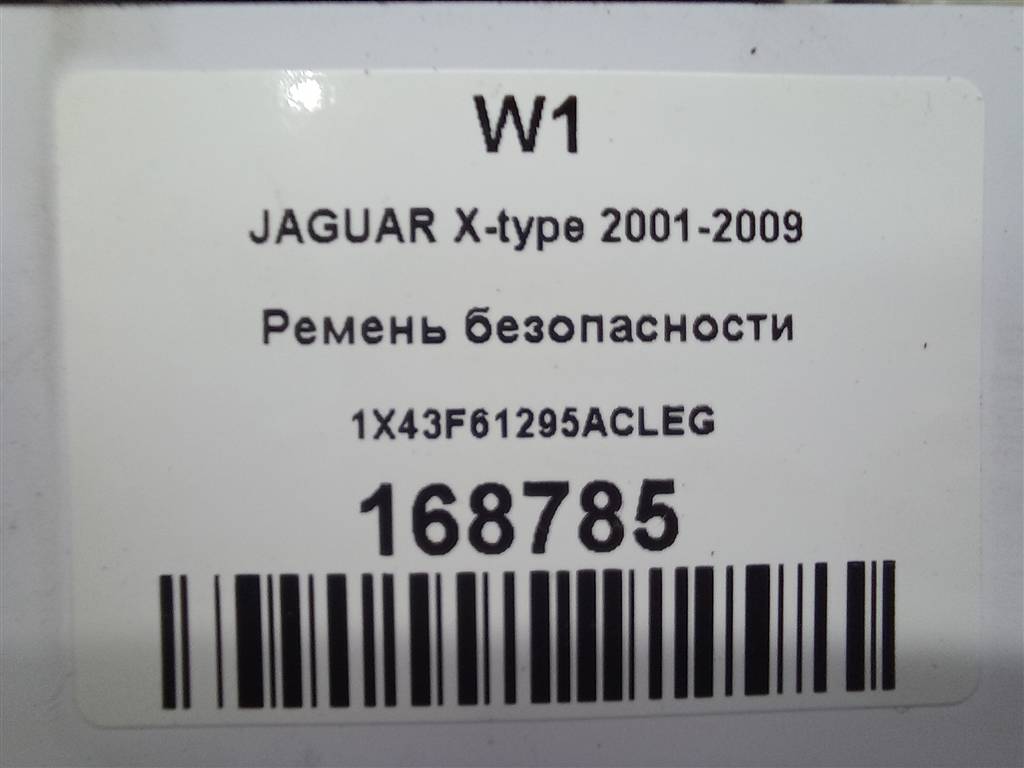 W1
JAGUAR X-type 2001-2009
Ремень безопасности
1X43F61295ACLEG
168785